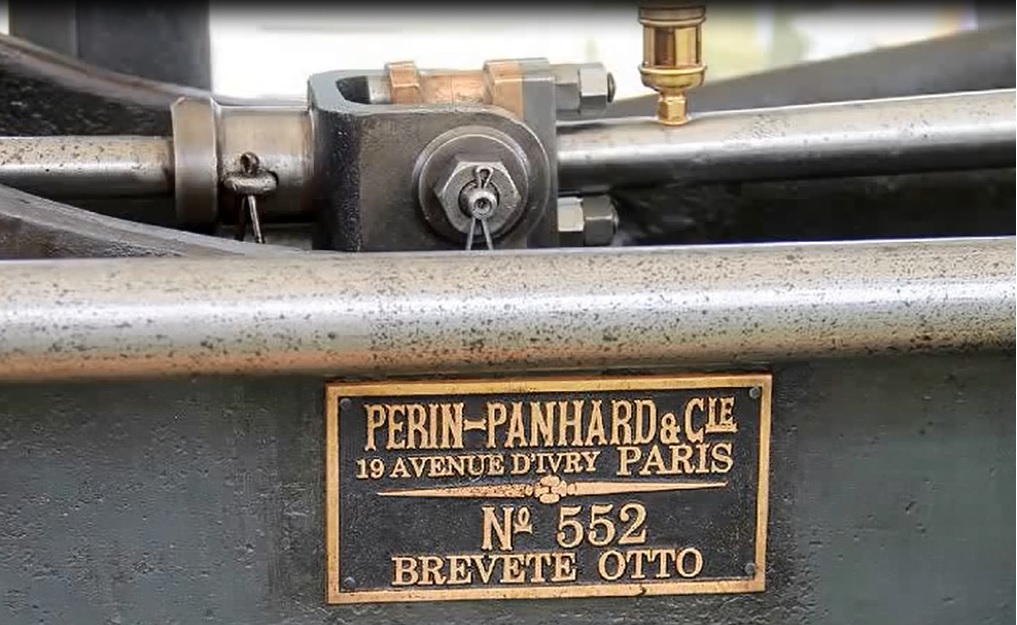 PERIN-PANHARD & CIE
19 AVENUE D'IVRY PARIS
Nº 552
BREVETE OTTO